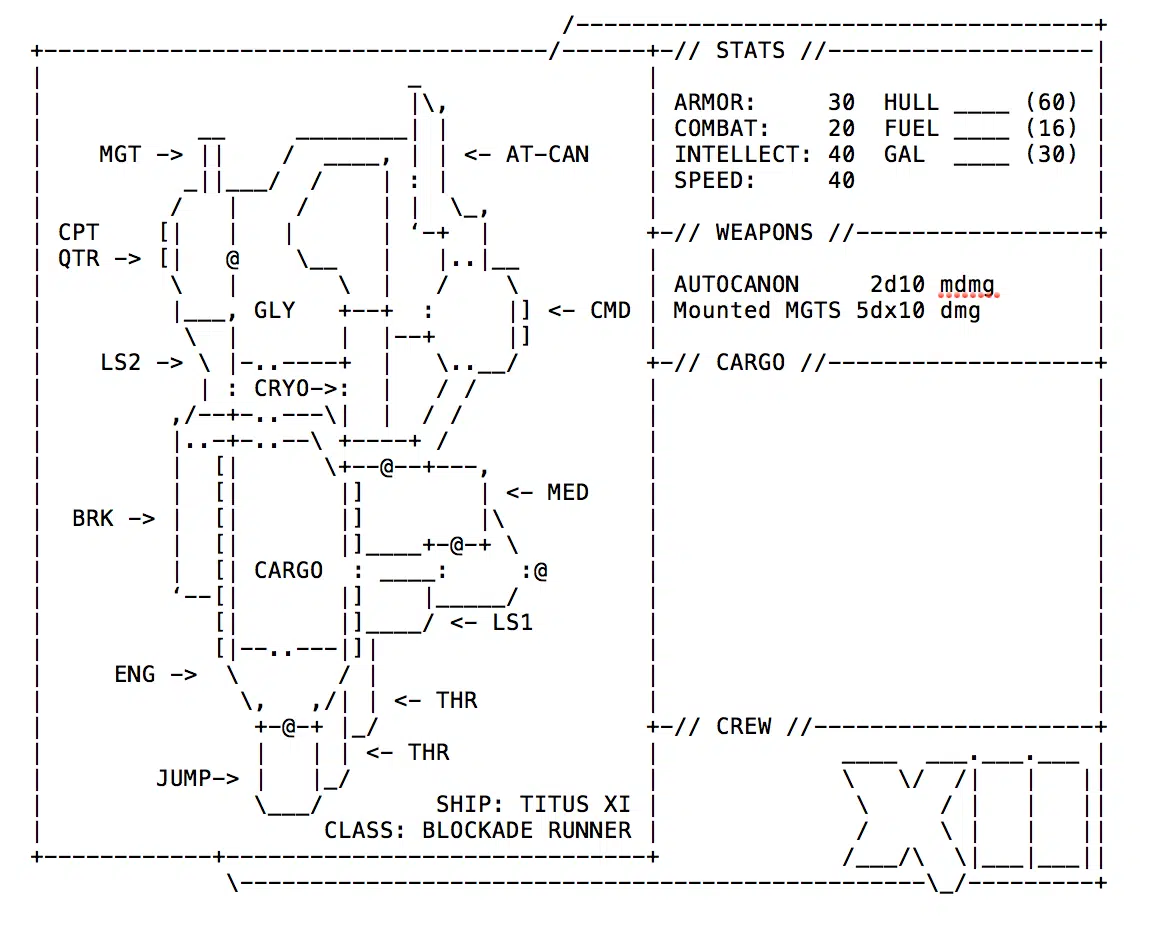 // STATS //
ARMOR: 30 HULL ____ (60)
COMBAT: 20 FUEL ____ (16)
MGT -> <- AT-CAN INTELLECT: 40 GAL ____ (30)
SPEED: 40
CPT // WEAPONS //
QTR ->
AUTOCANON 2d10 mdmg
GLY <- CMD Mounted MGTS 5dx10 dmg
LS2 -> // CARGO //
CRYO->
<- MED
BRK ->
CARGO
<- LS1
ENG ->
<- THR
// CREW //
<- THR
JUMP->
SHIP: TITUS XI
CLASS: BLOCKADE RUNNER
XII